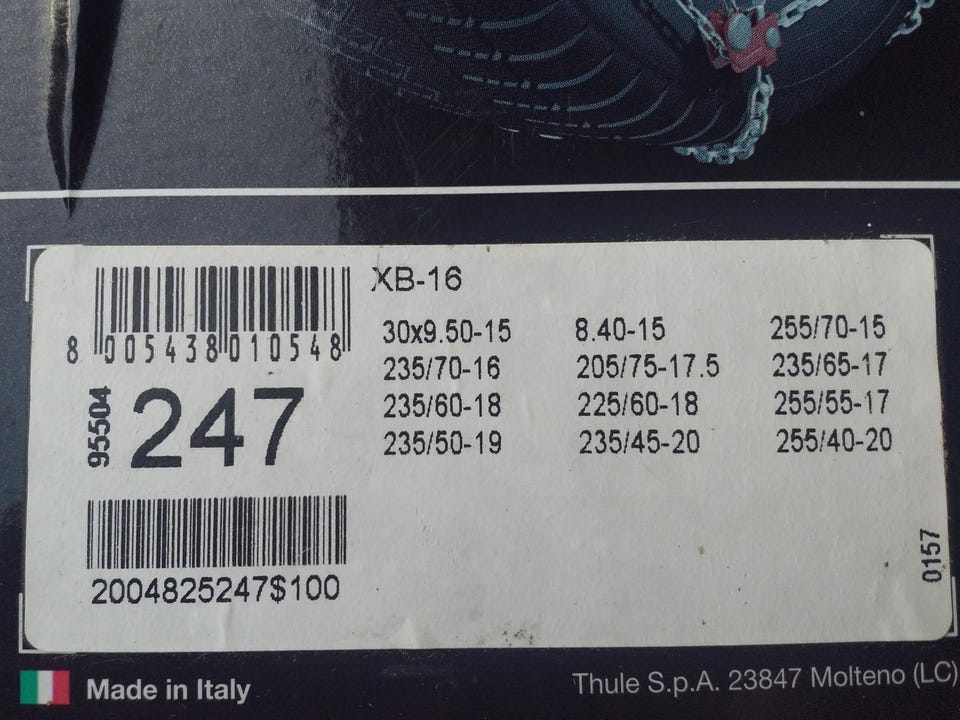 XB-16
8 005438 010548
30x9.50-15 8.40-15 255/70-15
235/70-16 205/75-17.5 235/65-17
235/60-18 225/60-18 255/55-17
235/50-19 235/45-20 255/40-20
95504
247
2004825247$100
0157
Made in Italy
Thule S.p.A. 23847 Molteno (LC)